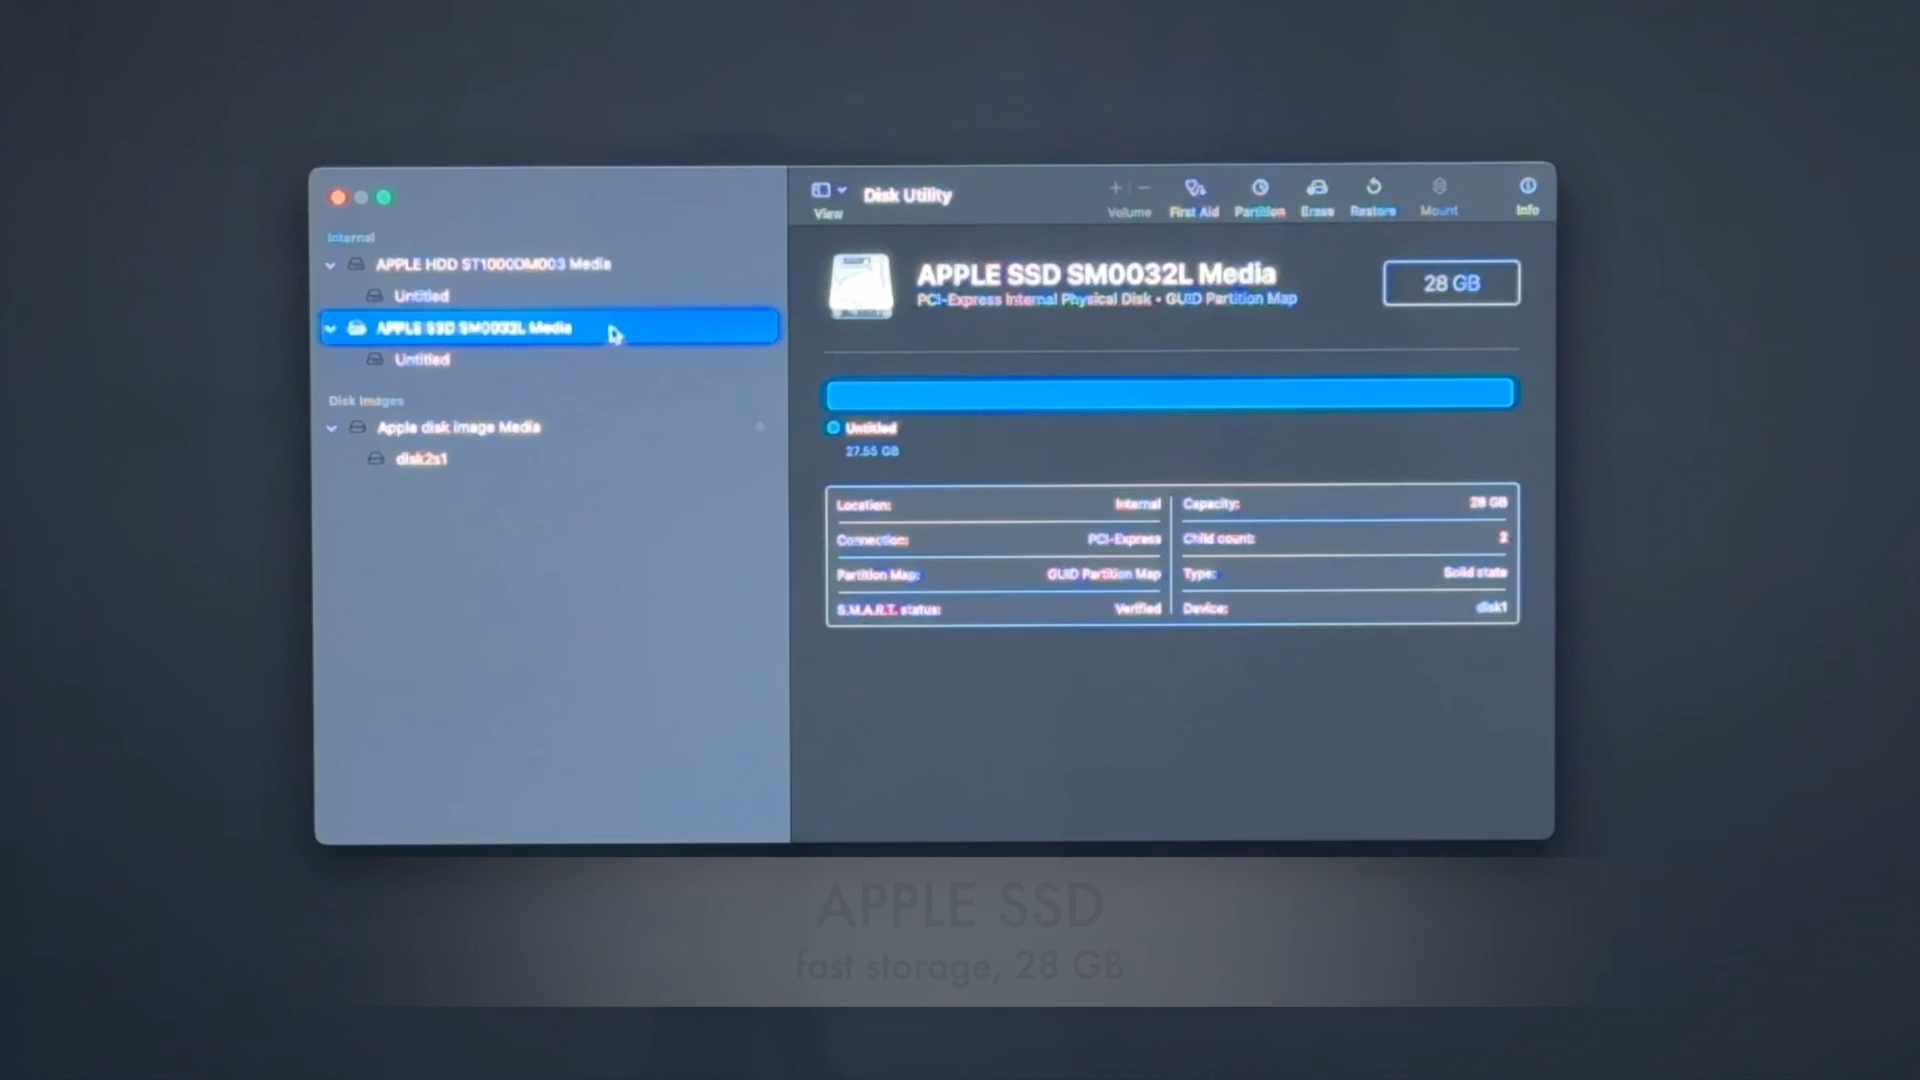 Internal
APPLE HDD ST1000DM003 Media
Untitled
APPLE SSD SM0032L Media
Untitled
Disk Images
Apple disk image Media
disk2s1
View
Disk Utility
Volume
First Aid
Partition
Erase
Restore
Mount
Info
APPLE SSD SM0032L Media
PCI-Express Internal Physical Disk • GUID Partition Map
28 GB
Untitled
27.55 GB
Location: Internal
Connection: PCI-Express
Partition Map: GUID Partition Map
S.M.A.R.T. status: Verified
Capacity: 28 GB
Child count: 2
Type: Solid state
Device: disk1
APPLE SSD
fast storage, 28 GB